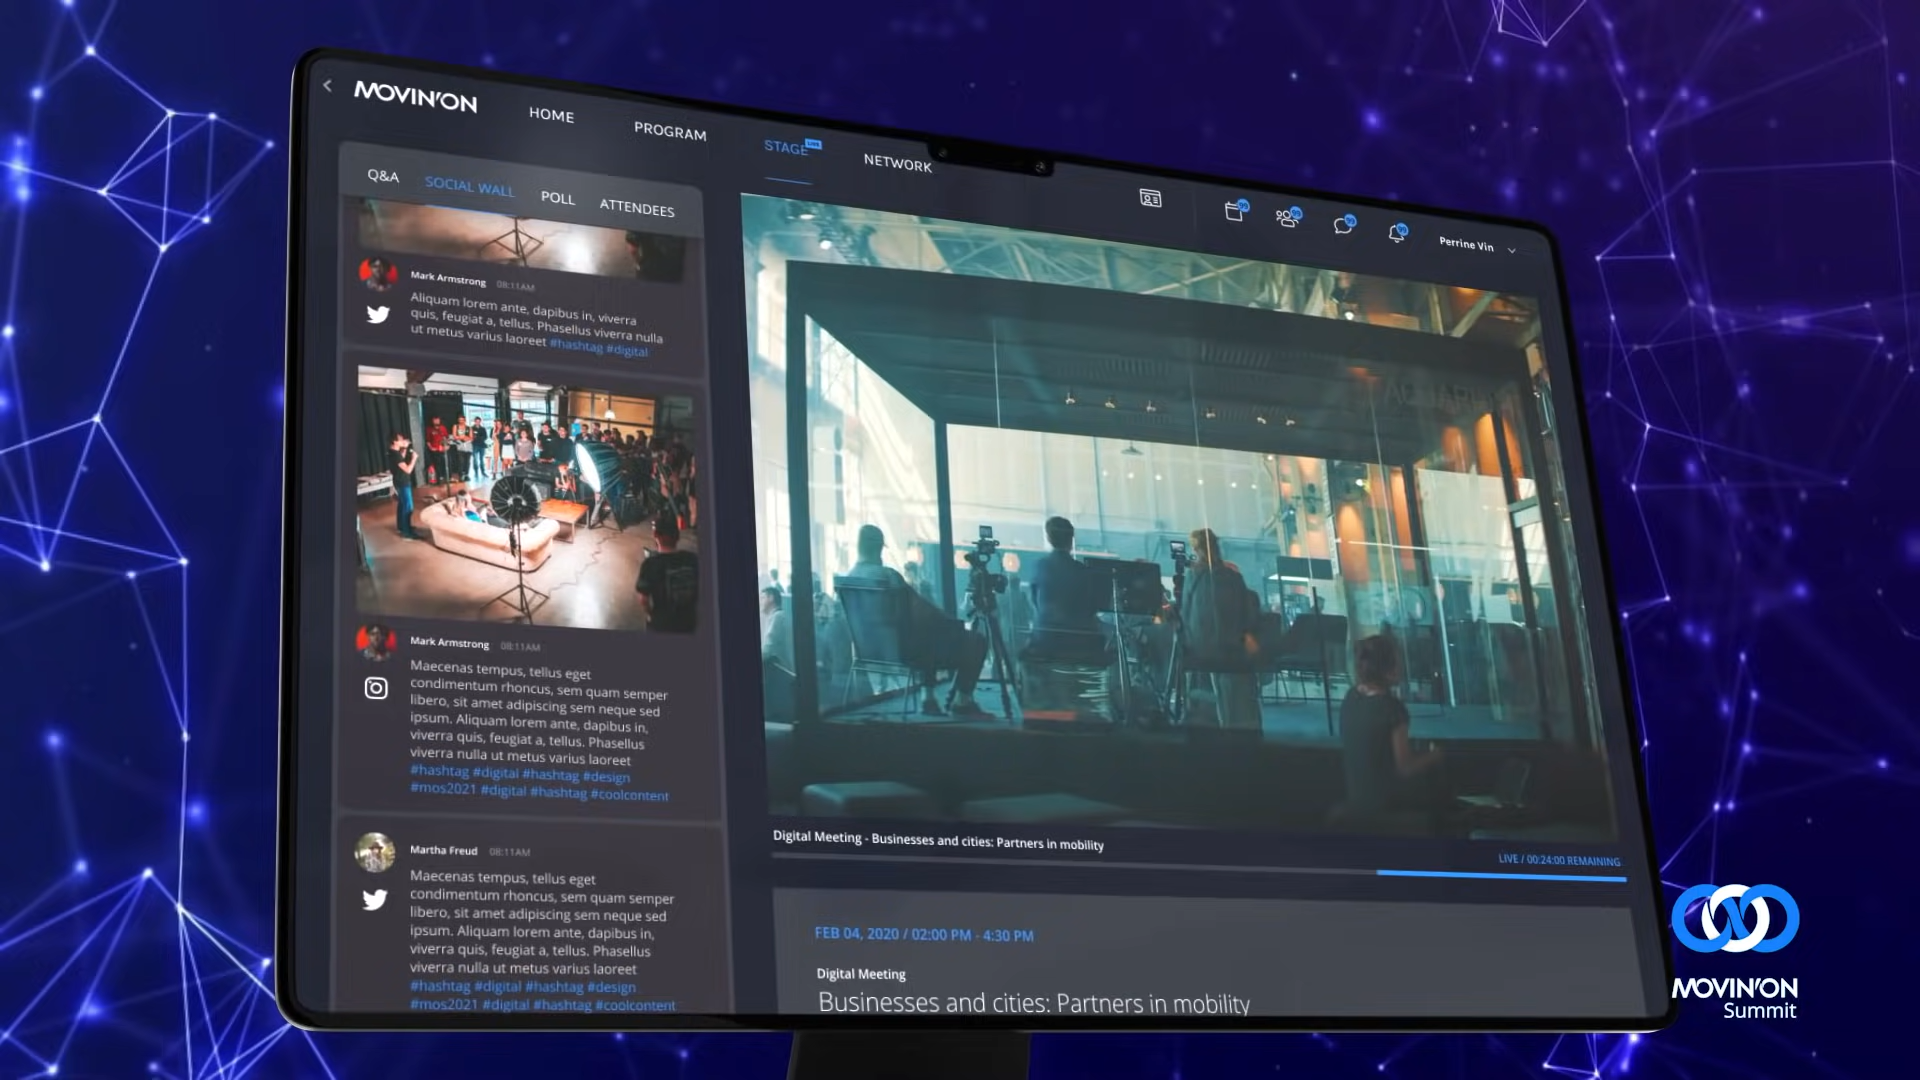 MOVIN'ON
HOME
PROGRAM
STAGE
LIVE
NETWORK
Perrine Vin
Q&A
SOCIAL WALL
POLL
ATTENDEES
Mark Armstrong 08:11AM
Aliquam lorem ante, dapibus in, viverra
quis, feugiat a, tellus. Phasellus viverra nulla
ut metus varius laoreet #hashtag #digital
Mark Armstrong 08:11AM
Maecenas tempus, tellus eget
condimentum rhoncus, sem quam semper
libero, sit amet adipiscing sem neque sed
ipsum. Aliquam lorem ante, dapibus in,
viverra quis, feugiat a, tellus. Phasellus
viverra nulla ut metus varius laoreet
#hashtag #digital #hashtag #design
#mos2021 #digital #hashtag #coolcontent
Martha Freud 08:11AM
Maecenas tempus, tellus eget
condimentum rhoncus, sem quam semper
libero, sit amet adipiscing sem neque sed
ipsum. Aliquam lorem ante, dapibus in,
viverra quis, feugiat a, tellus. Phasellus
viverra nulla ut metus varius laoreet
#hashtag #digital #hashtag #design
#mos2021 #digital #hashtag #coolcontent
Digital Meeting - Businesses and cities: Partners in mobility
LIVE / 00:24:00 REMAINING
FEB 04, 2020 / 02:00 PM - 4:30 PM
Digital Meeting
Businesses and cities: Partners in mobility
MOVIN'ON
Summit